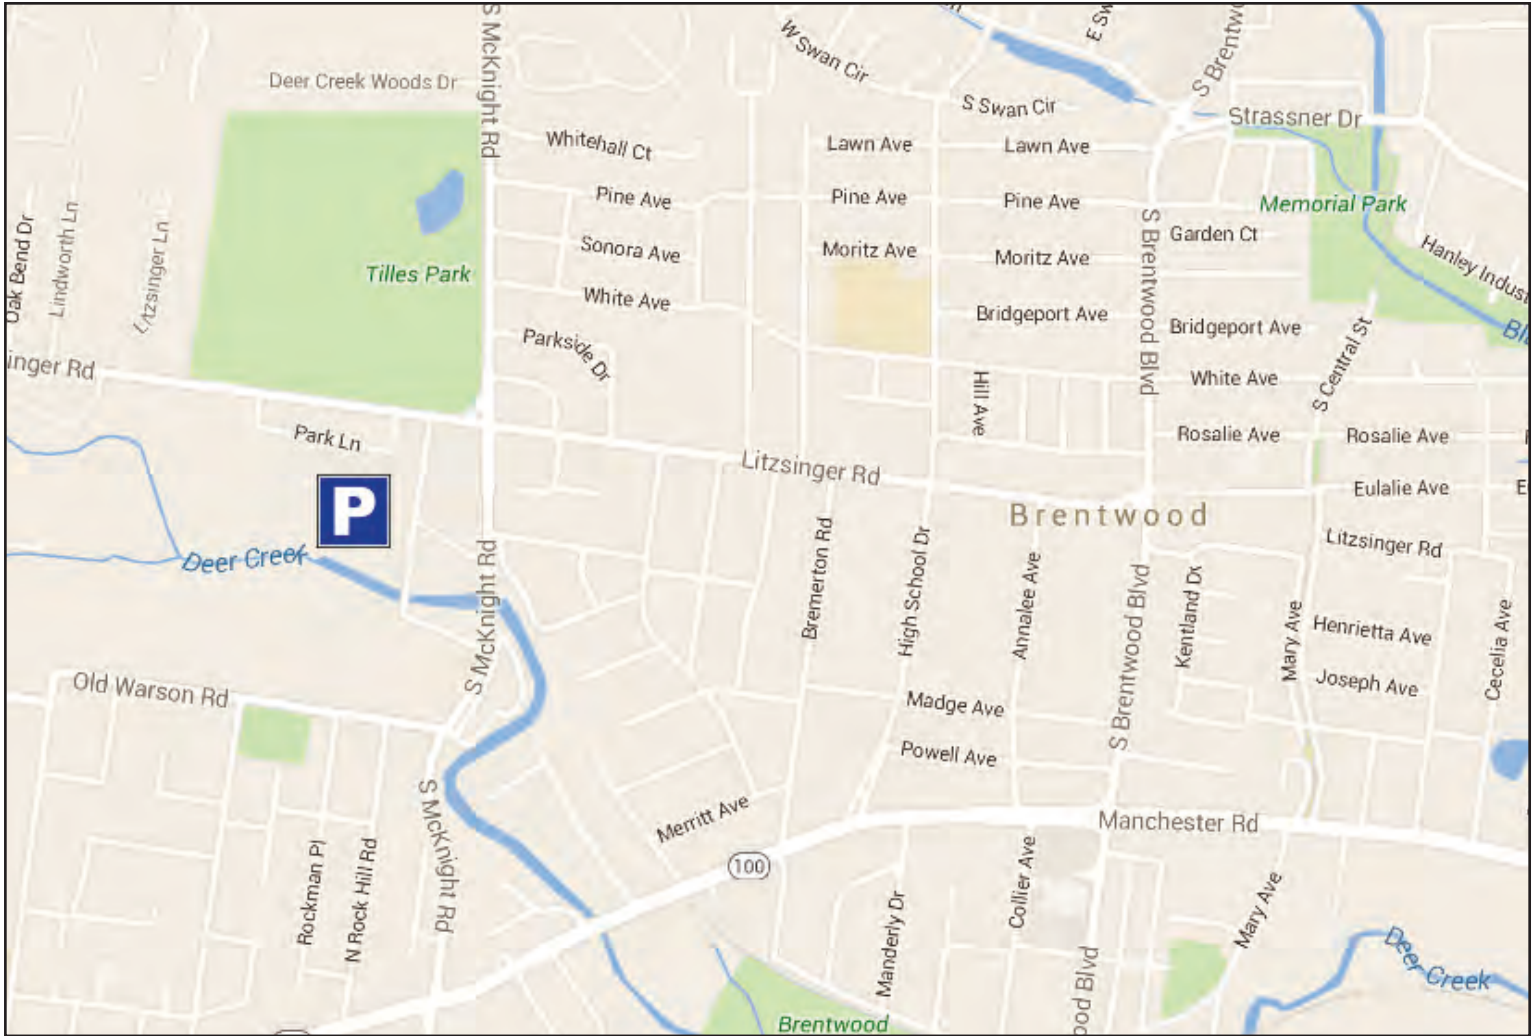 S McKnight Rd
W Swan Cir
E Sw
S Brentwo
Deer Creek Woods Dr
S Swan Cir
Strassner Dr
Whitehall Ct
Lawn Ave
Lawn Ave
Pine Ave
Pine Ave
Pine Ave
Memorial Park
Oak Bend Dr
Lindworth Ln
Litzsinger Ln
Tilles Park
Sonora Ave
Moritz Ave
Moritz Ave
S Brentwood Blvd
Garden Ct
Hanley Indust
White Ave
Bridgeport Ave
Bridgeport Ave
Bl
inger Rd
Parkside Dr
Hill Ave
White Ave
S Central St
Park Ln
Rosalie Ave
Rosalie Ave
Litzsinger Rd
Eulalie Ave
E
P
Brentwood
Deer Creek
S McKnight Rd
Bremerton Rd
High School Dr
Annalee Ave
S Brentwood Blvd
Kentland Dr
Litzsinger Rd
Mary Ave
Henrietta Ave
Cecelia Ave
Joseph Ave
Old Warson Rd
Madge Ave
Powell Ave
S McKnight Rd
Merritt Ave
Manchester Rd
100
Rockman Pl
N Rock Hill Rd
Manderly Dr
Collier Ave
Mary Ave
ood Blvd
Deer Creek
Brentwood